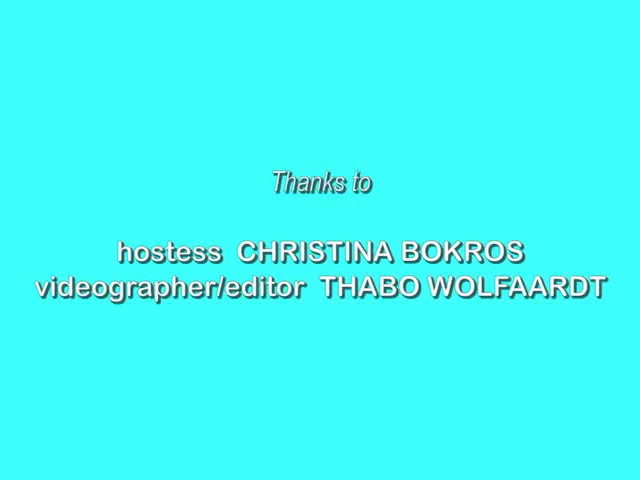 Thanks to
hostess CHRISTINA BOKROS
videographer/editor THABO WOLFAARDT